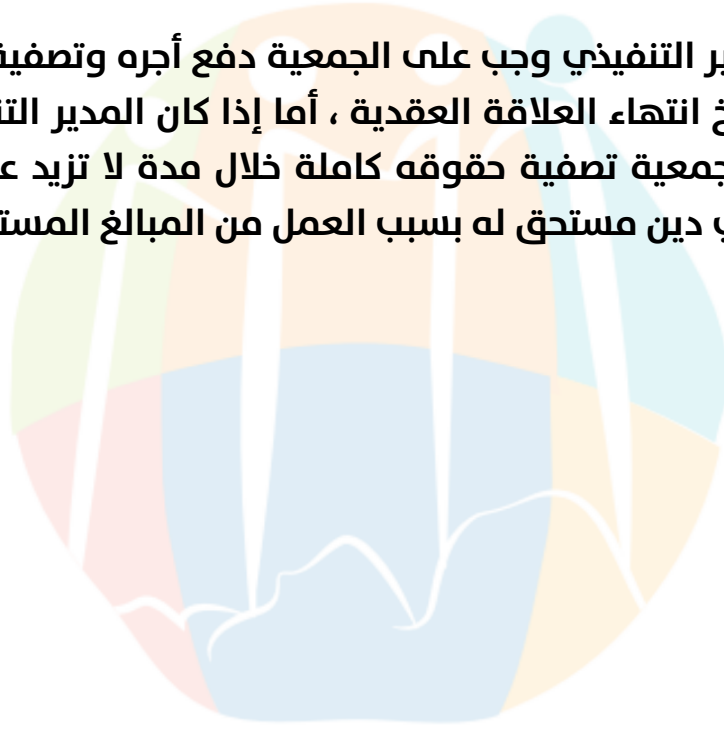 ير التنفيذي وجب على الجمعية دفع أجره وتصفية
خ انتهاء العلاقة العقدية ، أما إذا كان المدير التن
جمعية تصفية حقوقه كاملة خلال مدة لا تزيد ع
ي دين مستحق له بسبب العمل من المبالغ المست